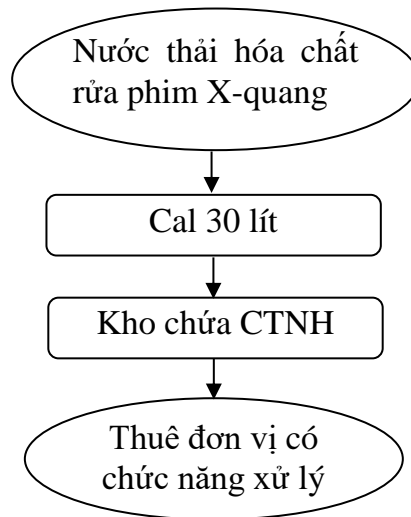 Nước thải hóa chất
rửa phim X-quang
Cal 30 lít
Kho chứa CTNH
Thuê đơn vị có
chức năng xử lý